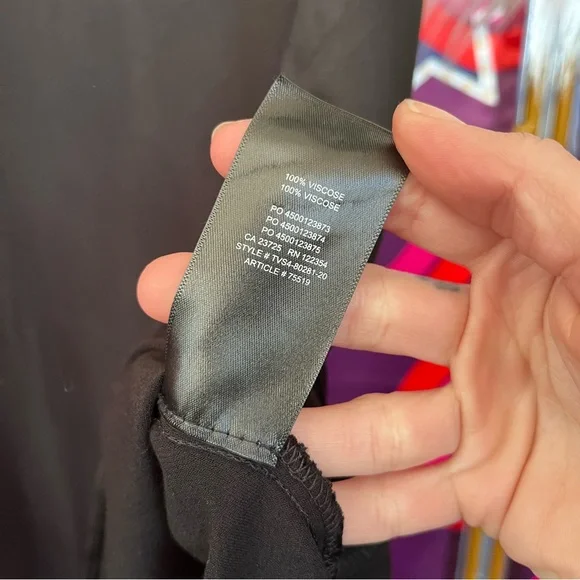 100% VISCOSE
100% VISCOSE
PO 4500123873
PO 4500123874
PO 4500123875
CA 23725 RN 122354
STYLE # TVS4-80281-20
ARTICLE # 75519